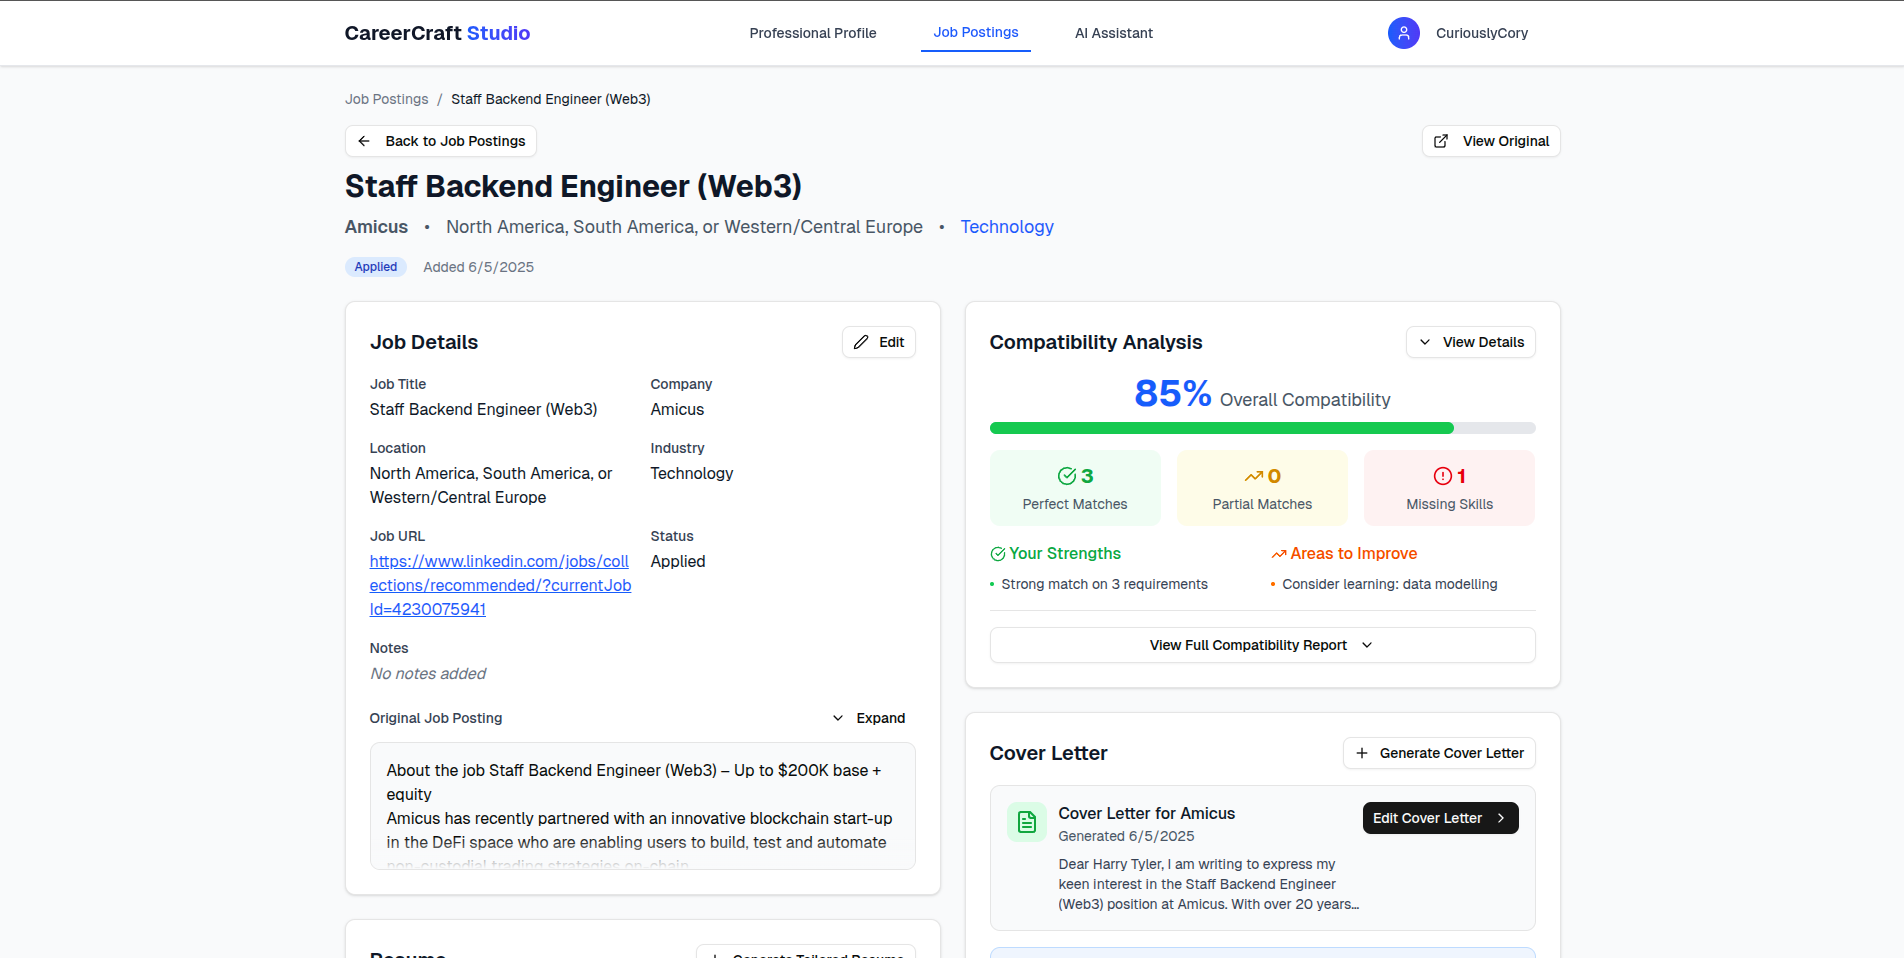 CareerCraft Studio
Professional Profile
Job Postings
AI Assistant
CuriouslyCory
Job Postings / Staff Backend Engineer (Web3)
Back to Job Postings
View Original
Staff Backend Engineer (Web3)
Amicus • North America, South America, or Western/Central Europe • Technology
Applied
Added 6/5/2025
Job Details
Edit
Job Title
Staff Backend Engineer (Web3)
Company
Amicus
Location
North America, South America, or
Western/Central Europe
Industry
Technology
Job URL
https://www.linkedin.com/jobs/coll
ections/recommended/?currentJob
Id=4230075941
Status
Applied
Notes
No notes added
Original Job Posting
Expand
About the job Staff Backend Engineer (Web3) – Up to $200K base +
equity
Amicus has recently partnered with an innovative blockchain start-up
in the DeFi space who are enabling users to build, test and automate
non-custodial trading strategies on-chain
Resume
Generate Tailored Resume
Compatibility Analysis
View Details
85% Overall Compatibility
3
Perfect Matches
0
Partial Matches
1
Missing Skills
Your Strengths
• Strong match on 3 requirements
Areas to Improve
• Consider learning: data modelling
View Full Compatibility Report
Cover Letter
Generate Cover Letter
Cover Letter for Amicus
Generated 6/5/2025
Edit Cover Letter
Dear Harry Tyler, I am writing to express my
keen interest in the Staff Backend Engineer
(Web3) position at Amicus. With over 20 years...